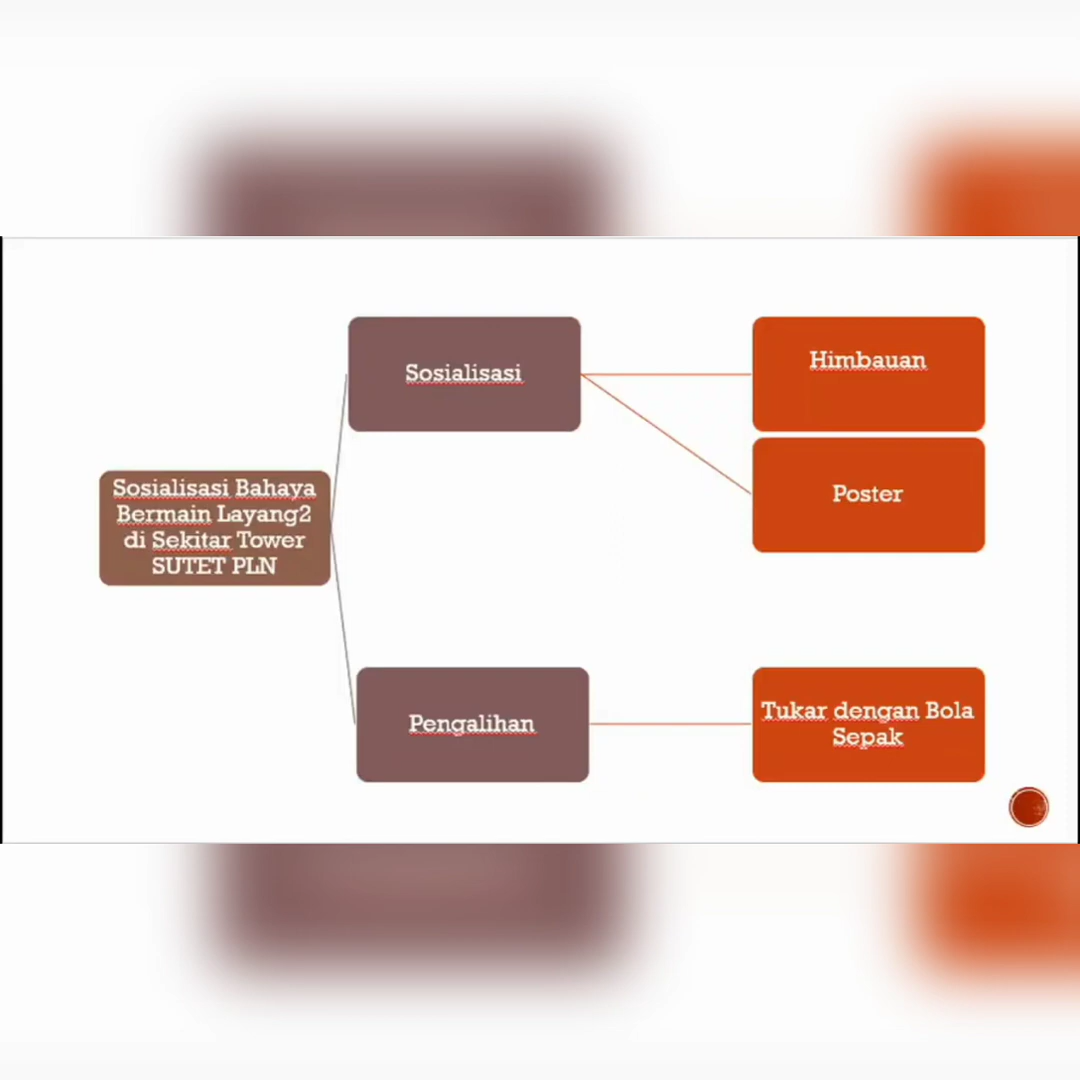 Sosialisasi
Himbauan
Poster
Sosialisasi Bahaya
Bermain Layang2
di Sekitar Tower
SUTET PLN
Pengalihan
Tukar dengan Bola
Sepak